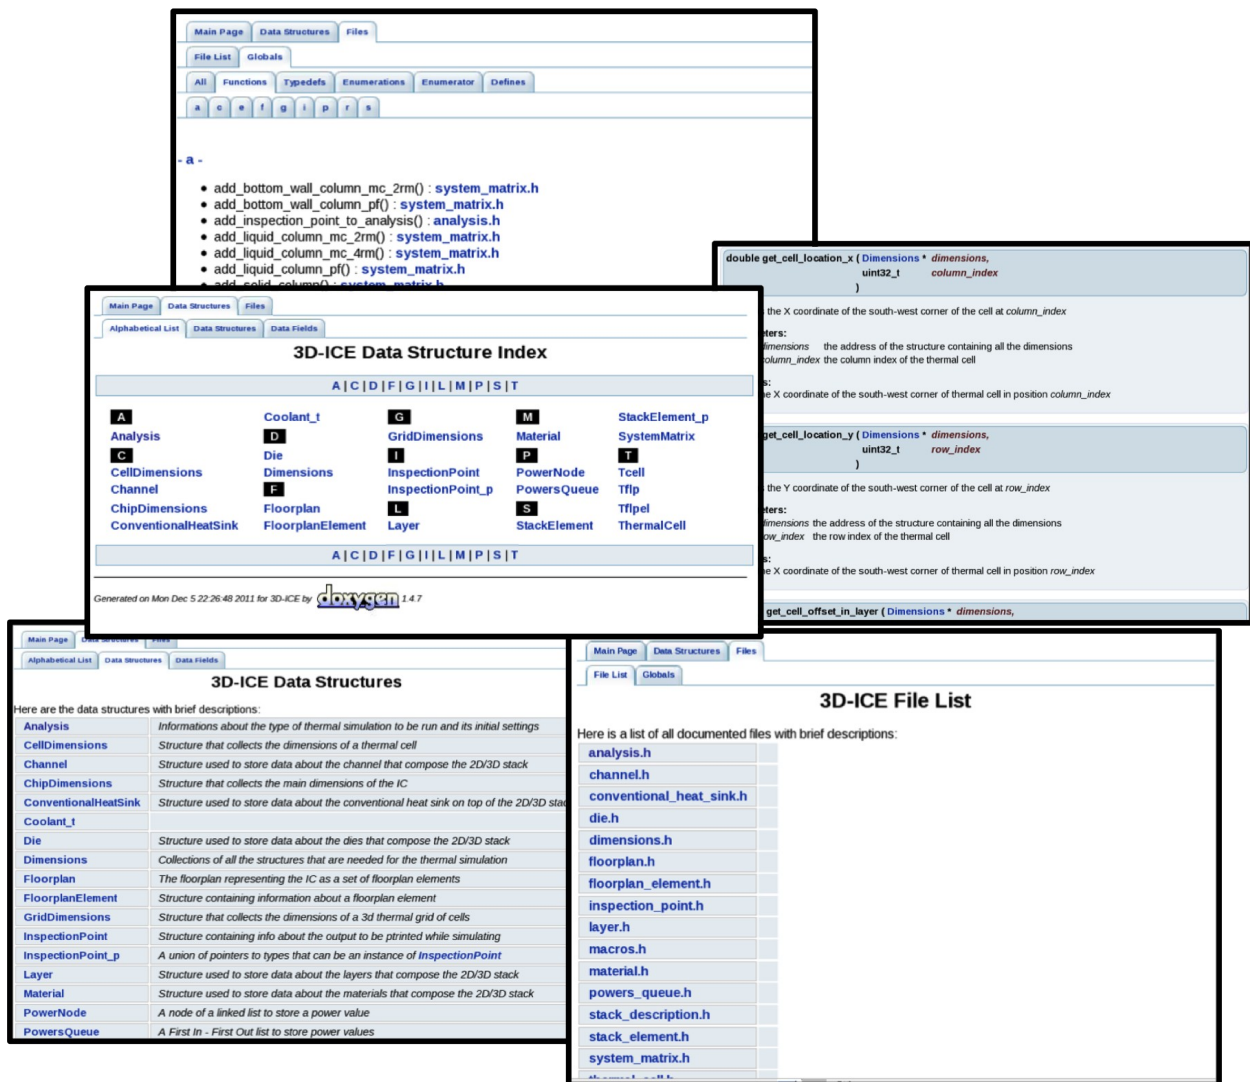 Main Page Data Structures Files
File List Globals
All Functions Typedefs Enumerations Enumerator Defines
a c e f g i p r s
- a -
• add_bottom_wall_column_mc_2rm() : system_matrix.h
• add_bottom_wall_column_pf() : system_matrix.h
• add_inspection_point_to_analysis() : analysis.h
• add_liquid_column_mc_2rm() : system_matrix.h
• add_liquid_column_mc_4rm() : system_matrix.h
• add_liquid_column_pf() : system_matrix.h
• add_solid_column() : system_matrix.h
double get_cell_location_x ( Dimensions * dimensions,
uint32_t column_index
)
the X coordinate of the south-west corner of the cell at column_index
dimensions the address of the structure containing all the dimensions
column_index the column index of the thermal cell
X coordinate of the south-west corner of thermal cell in position column_index
get_cell_location_y ( Dimensions * dimensions,
uint32_t row_index
)
the Y coordinate of the south-west corner of the cell at row_index
dimensions the address of the structure containing all the dimensions
row_index the row index of the thermal cell
X coordinate of the south-west corner of thermal cell in position row_index
get_cell_offset_in_layer ( Dimensions * dimensions,
Main Page Data Structures Files
Alphabetical List Data Structures Data Fields
3D-ICE Data Structure Index
A | C | D | F | G | I | L | M | P | S | T
A Coolant_t G M StackElement_p
Analysis D GridDimensions Material SystemMatrix
C Die I P T
CellDimensions Dimensions InspectionPoint PowerNode Tcell
Channel F InspectionPoint_p PowersQueue Tflp
ChipDimensions Floorplan L S Tflpel
ConventionalHeatSink FloorplanElement Layer StackElement ThermalCell
A | C | D | F | G | I | L | M | P | S | T
Generated on Mon Dec 5 22:26:48 2011 for 3D-ICE by doxygen 1.4.7
Main Page Data Structures Files
Alphabetical List Data Structures Data Fields
3D-ICE Data Structures
Here are the data structures with brief descriptions:
Analysis Informations about the type of thermal simulation to be run and its initial settings
CellDimensions Structure that collects the dimensions of a thermal cell
Channel Structure used to store data about the channel that compose the 2D/3D stack
ChipDimensions Structure that collects the main dimensions of the IC
ConventionalHeatSink Structure used to store data about the conventional heat sink on top of the 2D/3D
Coolant_t
Die Structure used to store data about the dies that compose the 2D/3D stack
Dimensions Collections of all the structures that are needed for the thermal simulation
Floorplan The floorplan representing the IC as a set of floorplan elements
FloorplanElement Structure containing information about a floorplan element
GridDimensions Structure that collects the dimensions of a 3d thermal grid of cells
InspectionPoint Structure containing info about the output to be ptrinted while simulating
InspectionPoint_p A union of pointers to types that can be an instance of InspectionPoint
Layer Structure used to store data about the layers that compose the 2D/3D stack
Material Structure used to store data about the materials that compose the 2D/3D stack
PowerNode A node of a linked list to store a power value
PowersQueue A First In - First Out list to store power values
Main Page Data Structures Files
File List Globals
3D-ICE File List
Here is a list of all documented files with brief descriptions:
analysis.h
channel.h
conventional_heat_sink.h
die.h
dimensions.h
floorplan.h
floorplan_element.h
inspection_point.h
layer.h
macros.h
material.h
powers_queue.h
stack_description.h
stack_element.h
system_matrix.h